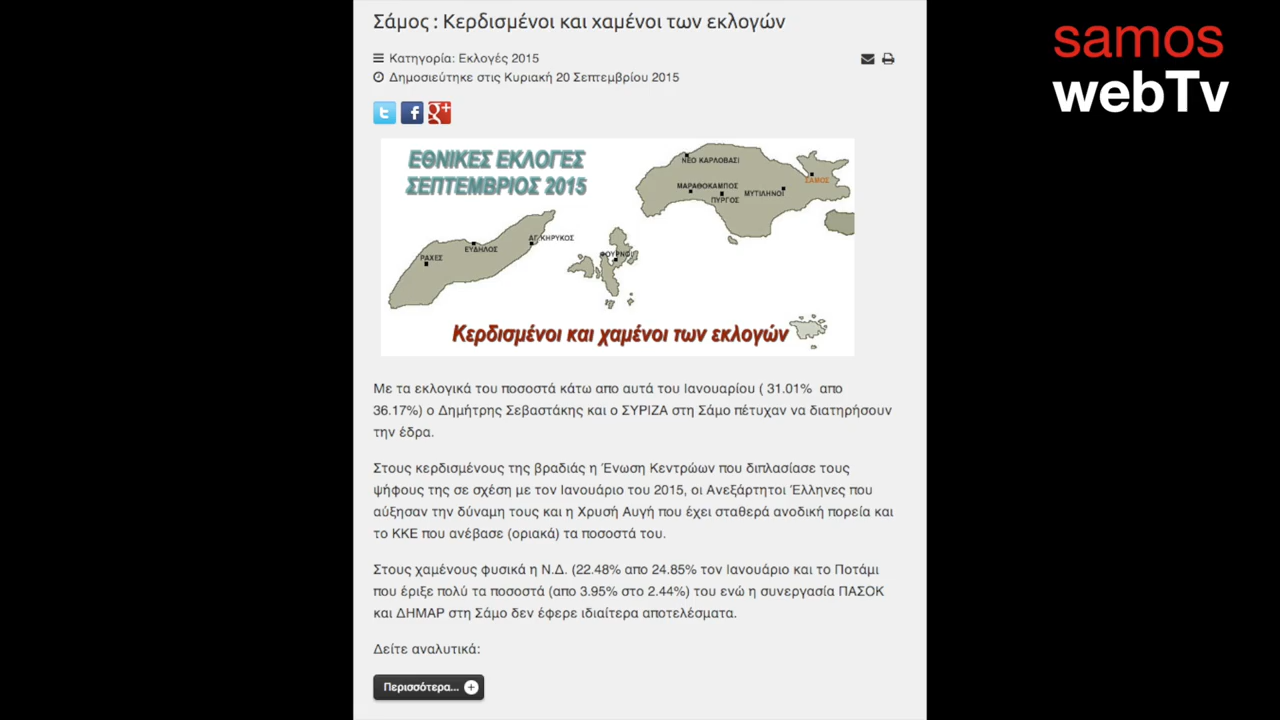 Σάμος : Κερδισμένοι και χαμένοι των εκλογών
samos
webTv
Κατηγορία: Εκλογές 2015
Δημοσιεύτηκε στις Κυριακή 20 Σεπτεμβρίου 2015
ΕΘΝΙΚΕΣ ΕΚΛΟΓΕΣ
ΣΕΠΤΕΜΒΡΙΟΣ 2015
ΝΕΟ ΚΑΡΛΟΒΑΣΙ
ΣΑΜΟΣ
ΜΑΡΑΘΟΚΑΜΠΟΣ
ΜΥΤΙΛΗΝΟΙ
ΠΥΡΓΟΣ
ΑΓ. ΚΗΡΥΚΟΣ
ΕΥΔΗΛΟΣ
ΦΟΥΡΝΟΙ
ΡΑΧΕΣ
Κερδισμένοι και χαμένοι των εκλογών
Με τα εκλογικά του ποσοστά κάτω απο αυτά του Ιανουαρίου ( 31.01% απο
36.17%) ο Δημήτρης Σεβαστάκης και ο ΣΥΡΙΖΑ στη Σάμο πέτυχαν να διατηρήσουν
την έδρα.
Στους κερδισμένους της βραδιάς η Ένωση Κεντρώων που διπλασίασε τους
ψήφους της σε σχέση με τον Ιανουάριο του 2015, οι Ανεξάρτητοι Έλληνες που
αύξησαν την δύναμη τους και η Χρυσή Αυγή που έχει σταθερά ανοδική πορεία και
το ΚΚΕ που ανέβασε (οριακά) τα ποσοστά του.
Στους χαμένους φυσικά η Ν.Δ. (22.48% απο 24.85% τον Ιανουάριο και το Ποτάμι
που έριξε πολύ τα ποσοστά (απο 3.95% στο 2.44%) του ενώ η συνεργασία ΠΑΣΟΚ
και ΔΗΜΑΡ στη Σάμο δεν έφερε ιδιαίτερα αποτελέσματα.
Δείτε αναλυτικά:
Περισσότερα...